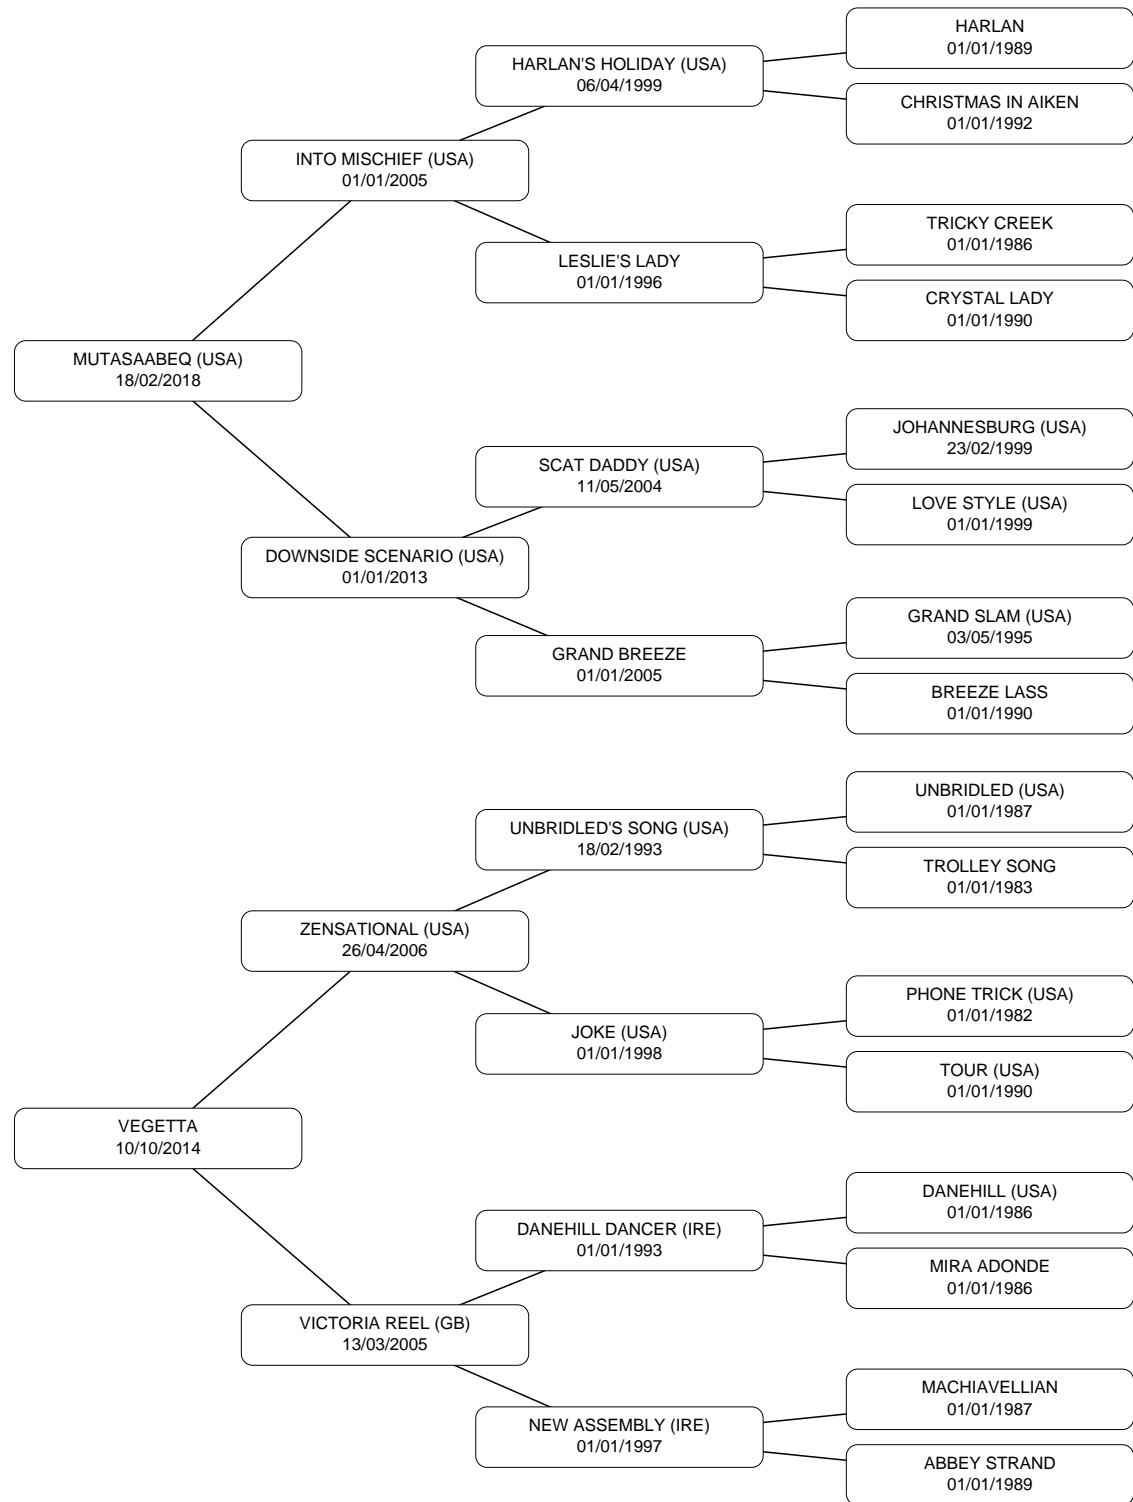 HARLAN
01/01/1989
HARLAN'S HOLIDAY (USA)
06/04/1999
CHRISTMAS IN AIKEN
01/01/1992
INTO MISCHIEF (USA)
01/01/2005
TRICKY CREEK
01/01/1986
LESLIE'S LADY
01/01/1996
CRYSTAL LADY
01/01/1990
MUTASAABEQ (USA)
18/02/2018
JOHANNESBURG (USA)
23/02/1999
SCAT DADDY (USA)
11/05/2004
LOVE STYLE (USA)
01/01/1999
DOWNSIDE SCENARIO (USA)
01/01/2013
GRAND SLAM (USA)
03/05/1995
GRAND BREEZE
01/01/2005
BREEZE LASS
01/01/1990
UNBRIDLED (USA)
01/01/1987
UNBRIDLED'S SONG (USA)
18/02/1993
TROLLEY SONG
01/01/1983
ZENSATIONAL (USA)
26/04/2006
PHONE TRICK (USA)
01/01/1982
JOKE (USA)
01/01/1998
TOUR (USA)
01/01/1990
VEGETTA
10/10/2014
DANEHILL (USA)
01/01/1986
DANEHILL DANCER (IRE)
01/01/1993
MIRA ADONDE
01/01/1986
VICTORIA REEL (GB)
13/03/2005
MACHIAVELLIAN
01/01/1987
NEW ASSEMBLY (IRE)
01/01/1997
ABBEY STRAND
01/01/1989